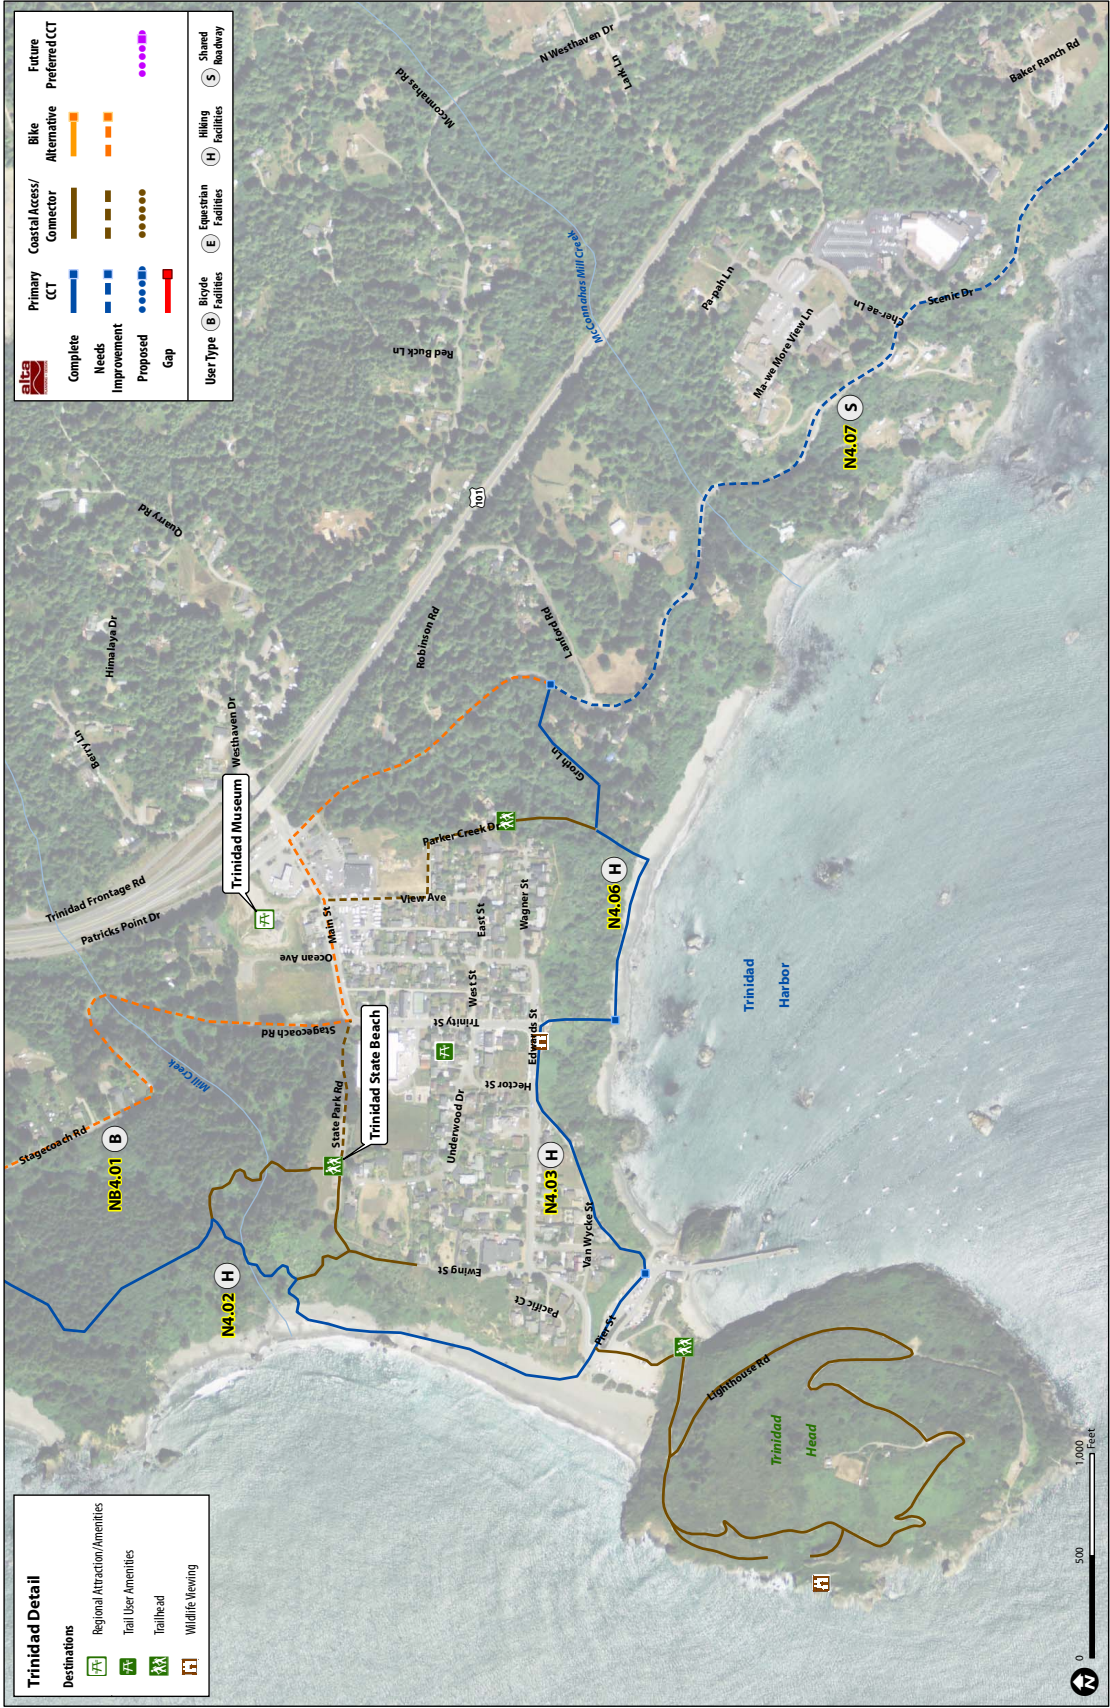 Trinidad Detail
Destinations
Regional Attraction/Amenities
Trail User Amenities
Trailhead
Wildlife Viewing
alta
Primary
CCT
Coastal Access/
Connector
Bike
Alternative
Future
Preferred CCT
Complete
Needs
Improvement
Proposed
Gap
User Type
B Bicycle
Facilities
E Equestrian
Facilities
H Hiking
Facilities
S Shared
Roadway
Stagecoach Rd
NB4.01 B
Mill Creek
N4.02 H
Stagecoach Rd
Patricks Point Dr
Trinidad Frontage Rd
Trinidad Museum
Westhaven Dr
Berry Ln
Himalaya Dr
Quarry Rd
Ocean Ave
Main St
State Park Rd
Trinidad State Beach
Ewing St
Pacific Ct
Underwood Dr
Trinity St
Hector St
West St
East St
View Ave
Parker Creek Dr
Wagner St
Edwards St
N4.03 H
Van Wycke St
Pier St
N4.06 H
Groth Ln
Robinson Rd
Lanford Rd
101
Red Buck Ln
Mcconnahas Rd
N Westhaven Dr
Lark Ln
Baker Ranch Rd
McConnahas Mill Creek
Pa-pah Ln
Ma-we More View Ln
Cher-ae Ln
Scenic Dr
N4.07 S
Trinidad
Harbor
Lighthouse Rd
Trinidad
Head
N
0 500 1,000
Feet